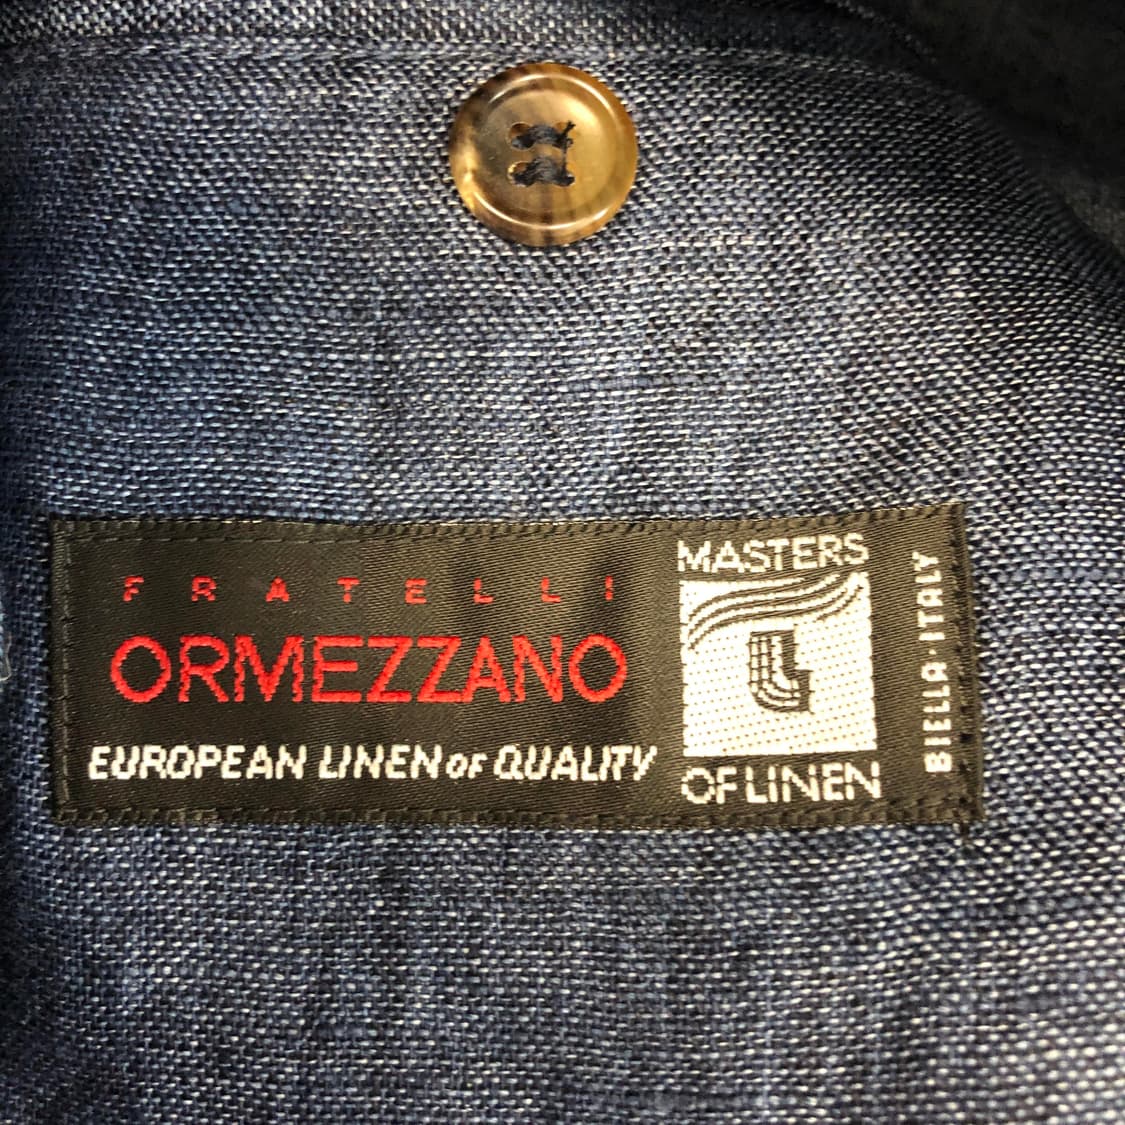 FRATELLI
ORMEZZANO
EUROPEAN LINEN OF QUALITY
MASTERS
L
OF LINEN
BIELLA·ITALY